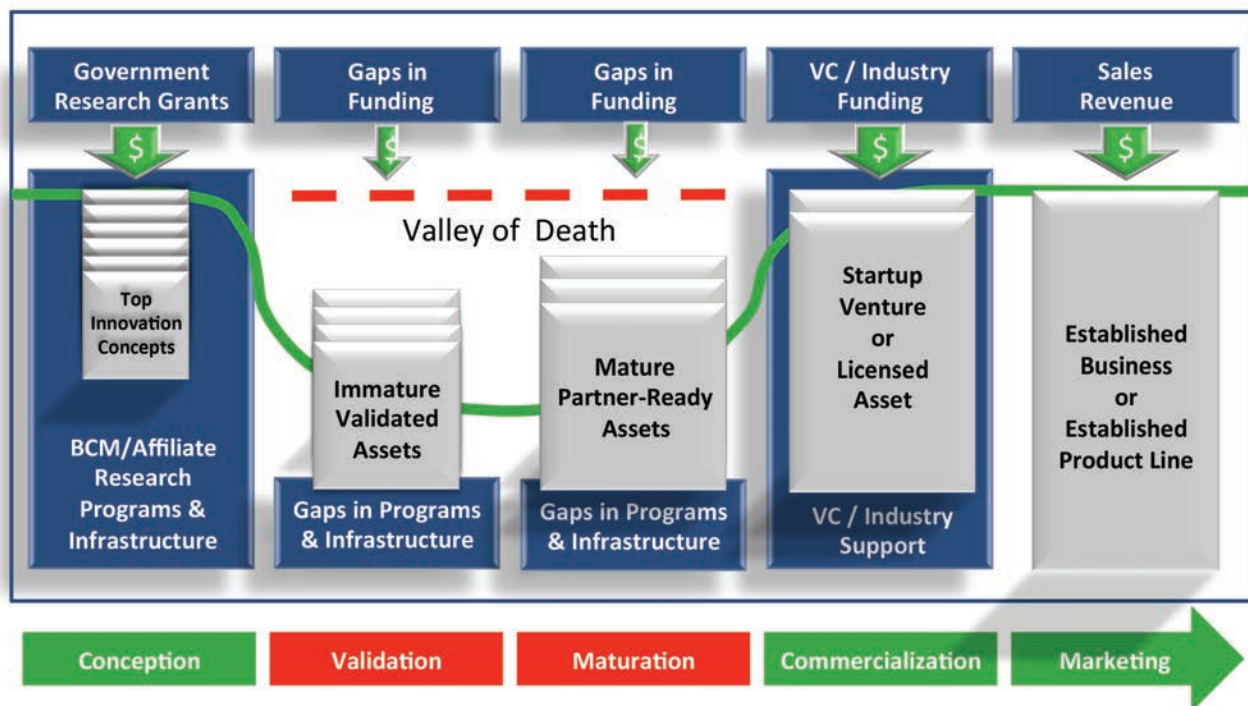 Government
Research Grants
Gaps in
Funding
Gaps in
Funding
VC / Industry
Funding
Sales
Revenue
$
$
$
$
$
Valley of Death
Top
Innovation
Concepts
Immature
Validated
Assets
Mature
Partner-Ready
Assets
Startup
Venture
or
Licensed
Asset
Established
Business
or
Established
Product Line
BCM/Affiliate
Research
Programs &
Infrastructure
Gaps in Programs
& Infrastructure
Gaps in Programs
& Infrastructure
VC / Industry
Support
Conception
Validation
Maturation
Commercialization
Marketing